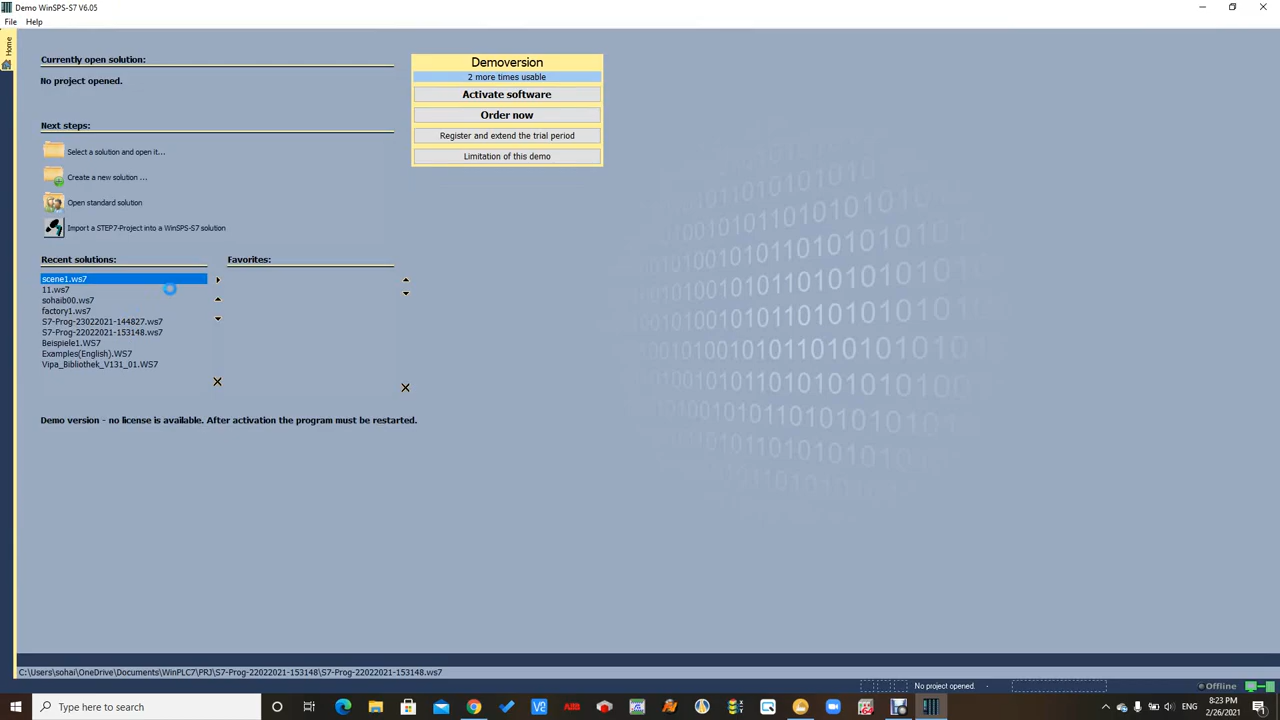 Demo WinSPS-S7 V6.05
File Help
Home
Currently open solution:
No project opened.
Next steps:
Select a solution and open it...
Create a new solution ...
Open standard solution
Import a STEP7-Project into a WinSPS-S7 solution
Demoversion
2 more times usable
Activate software
Order now
Register and extend the trial period
Limitation of this demo
Recent solutions:
Favorites:
scene1.ws7
11.ws7
sohaib00.ws7
factory1.ws7
S7-Prog-23022021-144827.ws7
S7-Prog-22022021-153148.ws7
Beispiele1.WS7
Examples(English).WS7
Vipa_Bibliothek_V131_01.WS7
Demo version - no license is available. After activation the program must be restarted.
C:\Users\sohai\OneDrive\Documents\WinPLC7\PRJ\S7-Prog-22022021-153148\S7-Prog-22022021-153148.ws7
No project opened. -
Offline
Type here to search
8:23 PM
2/26/2021